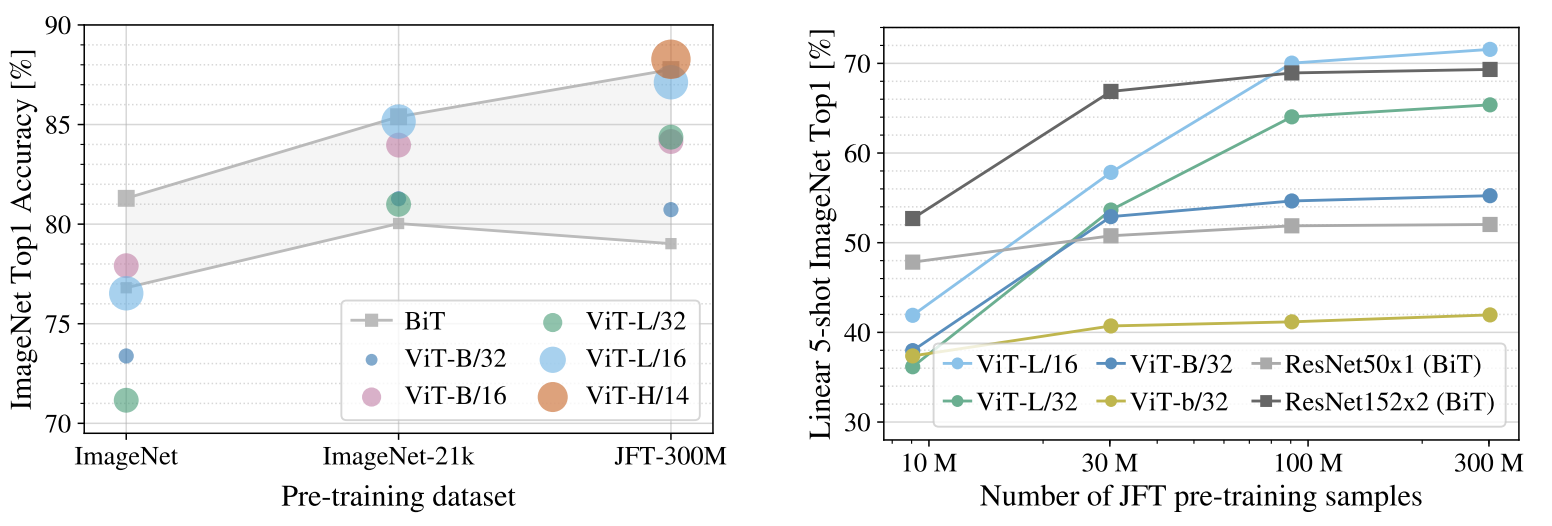 ImageNet Top1 Accuracy [%]
90
85
80
75
70
BiT
ViT-B/32
ViT-B/16
ViT-L/32
ViT-L/16
ViT-H/14
ImageNet
ImageNet-21k
JFT-300M
Pre-training dataset
Linear 5-shot ImageNet Top1 [%]
70
60
50
40
30
ViT-L/16
ViT-L/32
ViT-B/32
ViT-b/32
ResNet50x1 (BiT)
ResNet152x2 (BiT)
10 M
30 M
100 M
300 M
Number of JFT pre-training samples